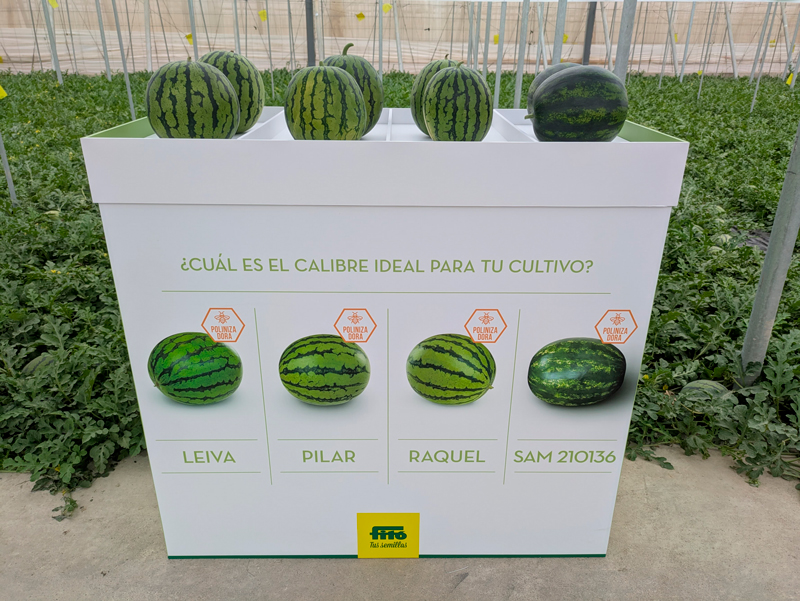 ¿CUÁL ES EL CALIBRE IDEAL PARA TU CULTIVO?
POLINIZA
DORA
POLINIZA
DORA
POLINIZA
DORA
POLINIZA
DORA
LEIVA
PILAR
RAQUEL
SAM 210136
fitó
Tus semillas